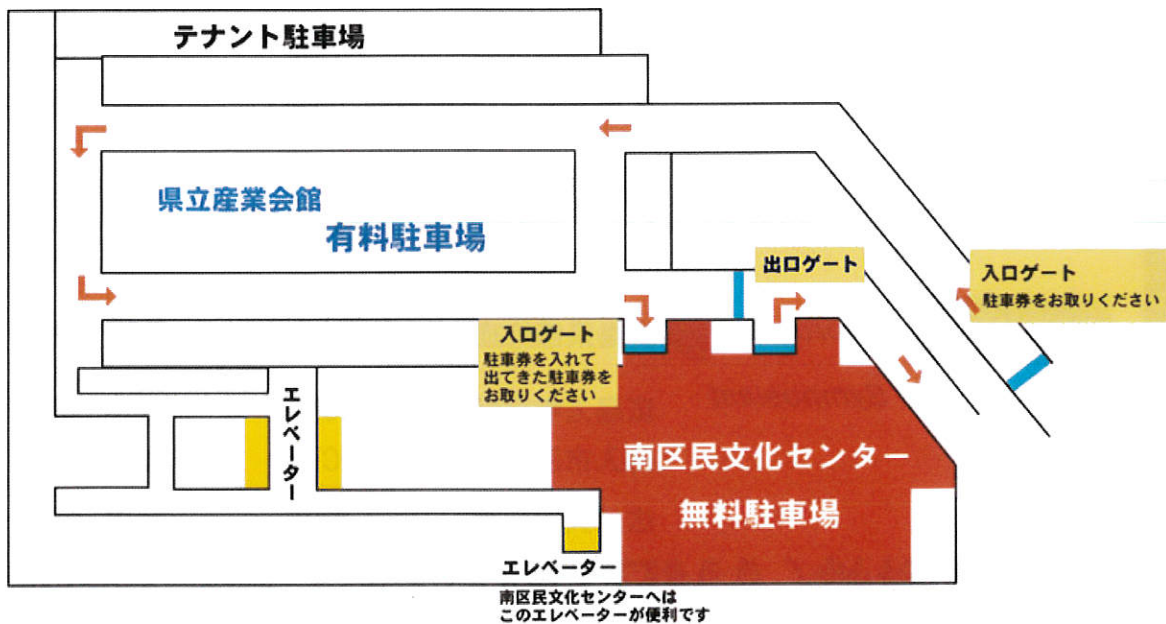 テナント駐車場
県立産業会館
有料駐車場
出口ゲート
入口ゲート
駐車券をお取りください
入口ゲート
駐車券を入れて
出てきた駐車券を
お取りください
エレベーター
南区民文化センター
無料駐車場
エレベーター
南区民文化センターへは
このエレベーターが便利です